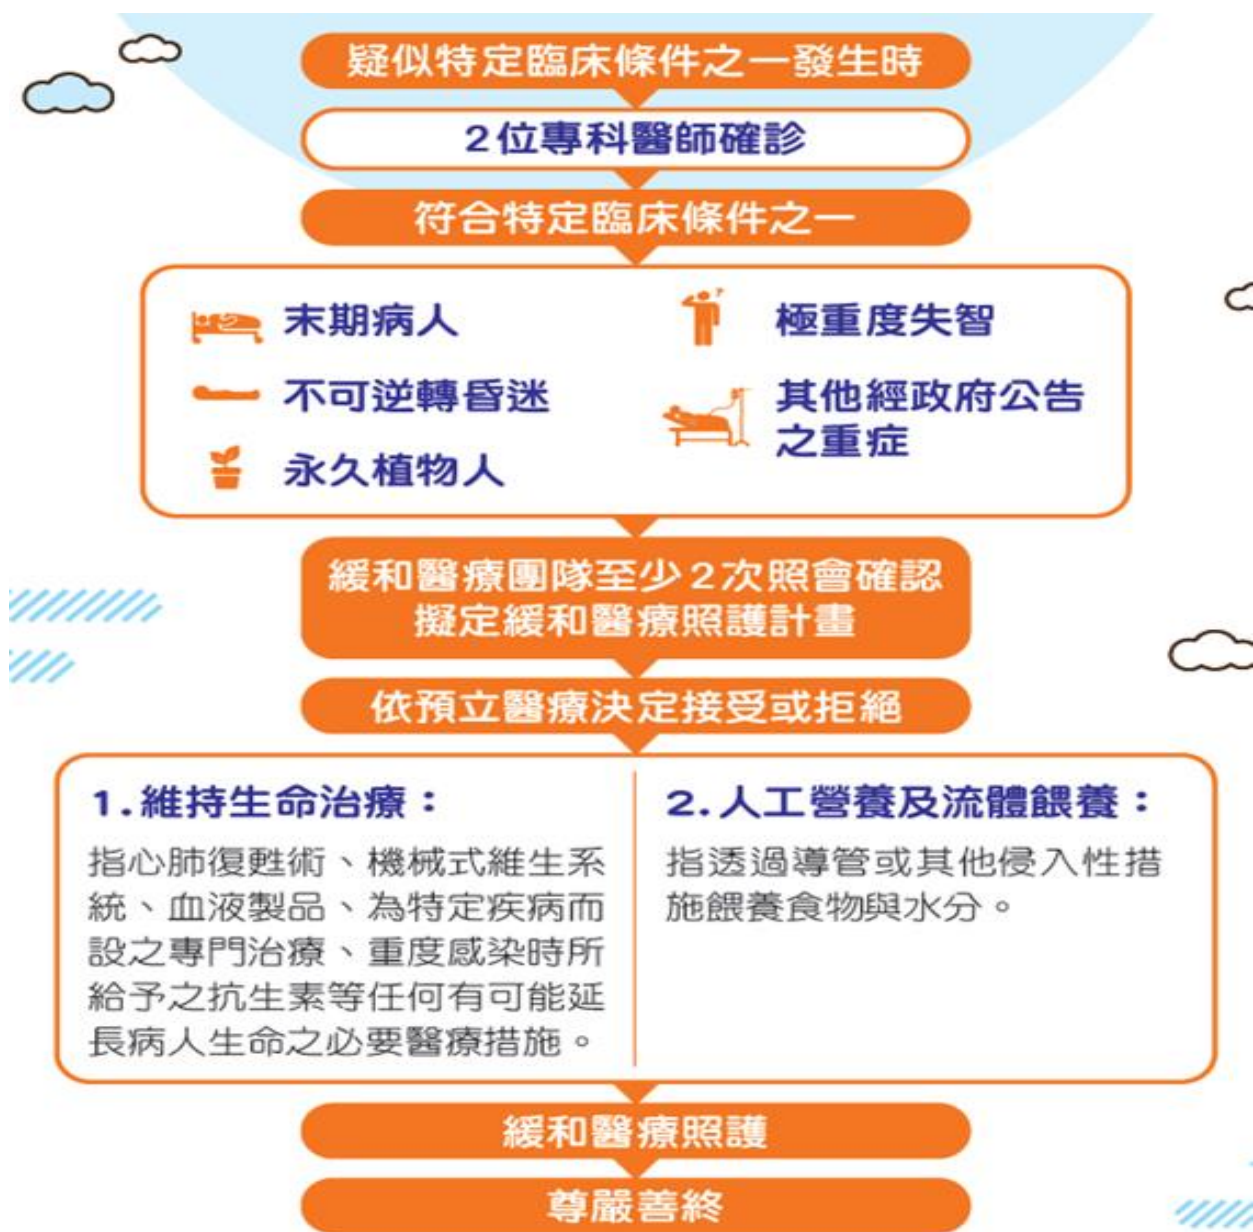 疑似特定臨床條件之一發生時
2位專科醫師確診
符合特定臨床條件之一
末期病人
不可逆轉昏迷
永久植物人
極重度失智
其他經政府公告
之重症
緩和醫療團隊至少2次照會確認
擬定緩和醫療照護計畫
依預立醫療決定接受或拒絕
1.維持生命治療：
指心肺復甦術、機械式維生系
統、血液製品、為特定疾病而
設之專門治療、重度感染時所
給予之抗生素等任何有可能延
長病人生命之必要醫療措施。
2.人工營養及流體餵養：
指透過導管或其他侵入性措
施餵養食物與水分。
緩和醫療照護
尊嚴善終